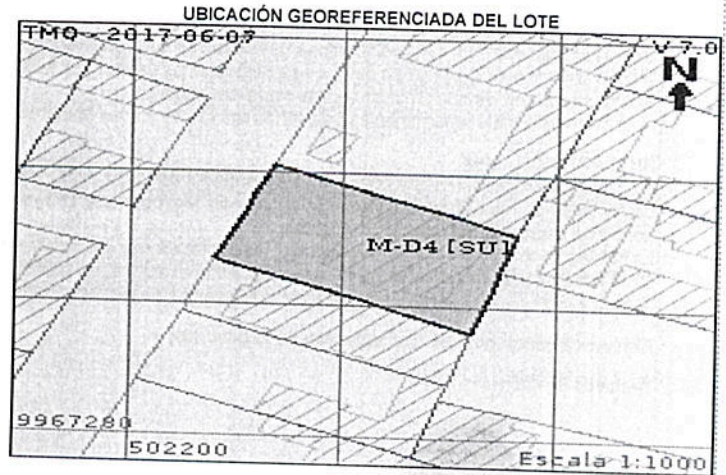 UBICACIÓN GEOREFERENCIADA DEL LOTE
TMQ - 2017-06-07
V 7.0
N
M-D4 [SU]
9967280
502200
Escala 1:1000